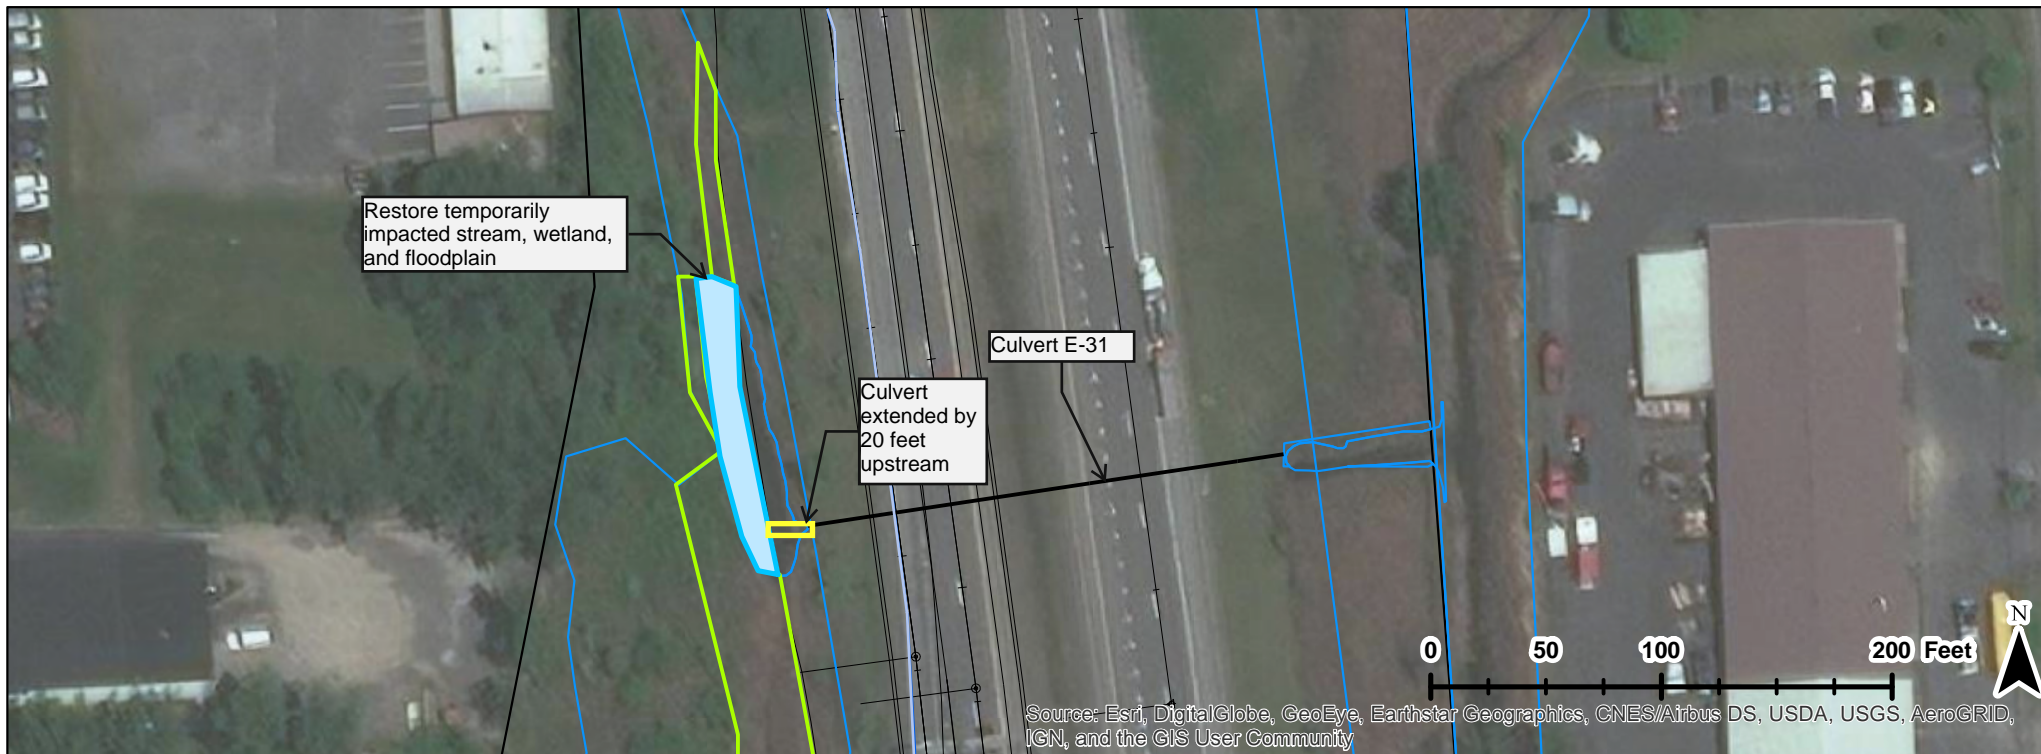 Restore temporarily
impacted stream, wetland,
and floodplain
Culvert E-31
Culvert
extended by
20 feet
upstream
N
0 50 100 200 Feet
Source: Esri, DigitalGlobe, GeoEye, Earthstar Geographics, CNES/Airbus DS, USDA, USGS, AeroGRID,
IGN, and the GIS User Community